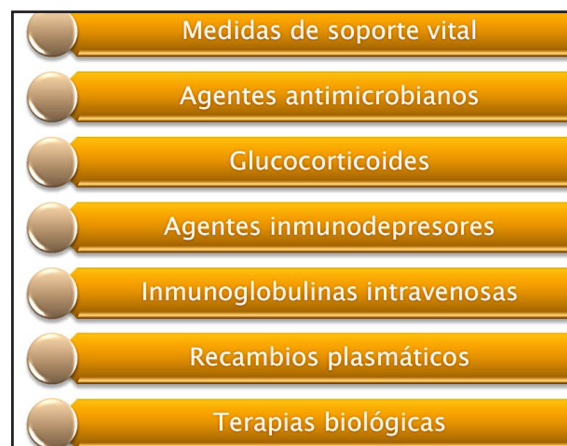 Medidas de soporte vital
Agentes antimicrobianos
Glucocorticoides
Agentes inmunodepresores
Inmunoglobulinas intravenosas
Recambios plasmáticos
Terapias biológicas